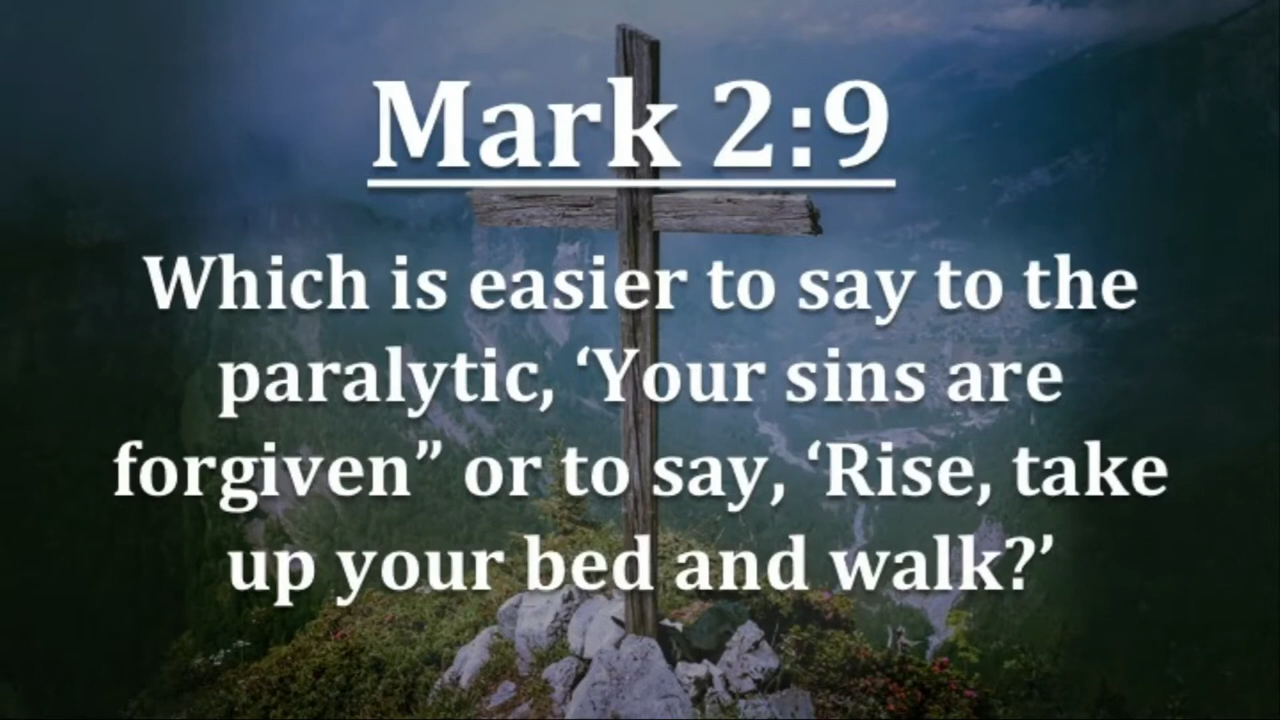 Mark 2:9
Which is easier to say to the
paralytic, ‘Your sins are
forgiven” or to say, ‘Rise, take
up your bed and walk?’